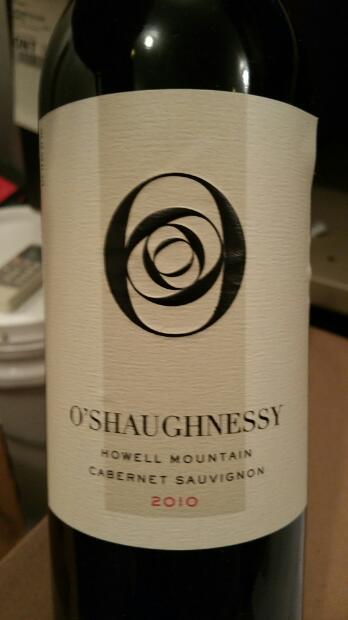 O'SHAUGHNESSY
HOWELL MOUNTAIN
CABERNET SAUVIGNON
2010